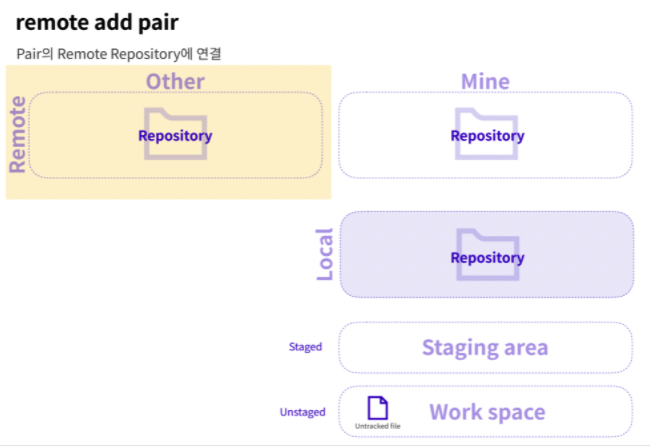 remote add pair
Pair의 Remote Repository에 연결
Other
Mine
Remote
Repository
Repository
Local
Repository
Staged
Staging area
Unstaged
Untracked file
Work space